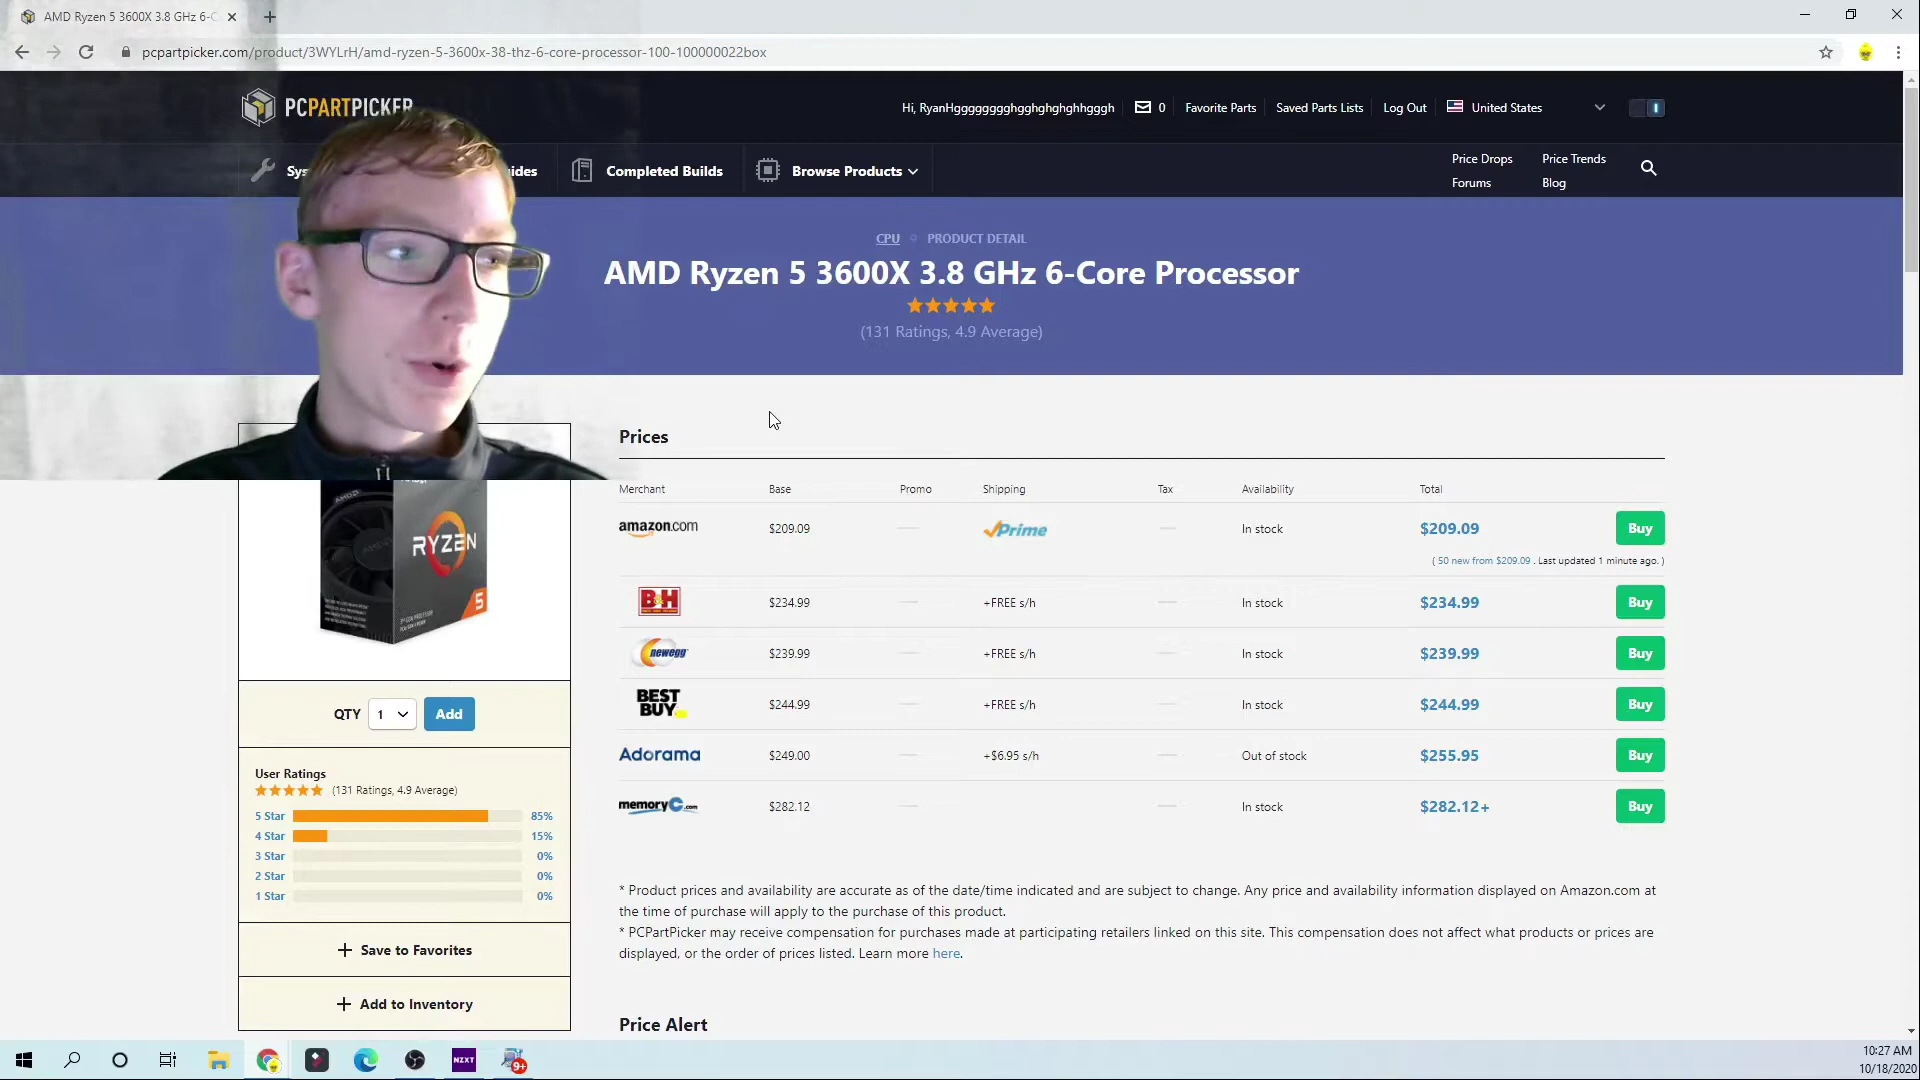 AMD Ryzen 5 3600X 3.8 GHz 6-C
pcpartpicker.com/product/3WYLrH/amd-ryzen-5-3600x-38-thz-6-core-processor-100-100000022box
PCPARTPICKER
Hi, RyanHggggggggghgghghghghhgggh
0
Favorite Parts
Saved Parts Lists
Log Out
United States
Sys
ides
Completed Builds
Browse Products
Price Drops
Price Trends
Forums
Blog
CPU
PRODUCT DETAIL
AMD Ryzen 5 3600X 3.8 GHz 6-Core Processor
(131 Ratings, 4.9 Average)
Prices
Merchant Base Promo Shipping Tax Availability Total
amazon.com $209.09 — Prime — In stock $209.09 Buy
( 50 new from $209.09 . Last updated 1 minute ago. )
B&H $234.99 — +FREE s/h — In stock $234.99 Buy
newegg $239.99 — +FREE s/h — In stock $239.99 Buy
BEST BUY $244.99 — +FREE s/h — In stock $244.99 Buy
Adorama $249.00 — +$6.95 s/h — Out of stock $255.95 Buy
memoryC.com $282.12 — — In stock $282.12+ Buy
* Product prices and availability are accurate as of the date/time indicated and are subject to change. Any price and availability information displayed on Amazon.com at
the time of purchase will apply to the purchase of this product.
* PCPartPicker may receive compensation for purchases made at participating retailers linked on this site. This compensation does not affect what products or prices are
displayed, or the order of prices listed. Learn more here.
Price Alert
AMD
RYZEN
5
QTY 1 Add
User Ratings
(131 Ratings, 4.9 Average)
5 Star 85%
4 Star 15%
3 Star 0%
2 Star 0%
1 Star 0%
+ Save to Favorites
+ Add to Inventory
NZXT
9+
10:27 AM
10/18/2020